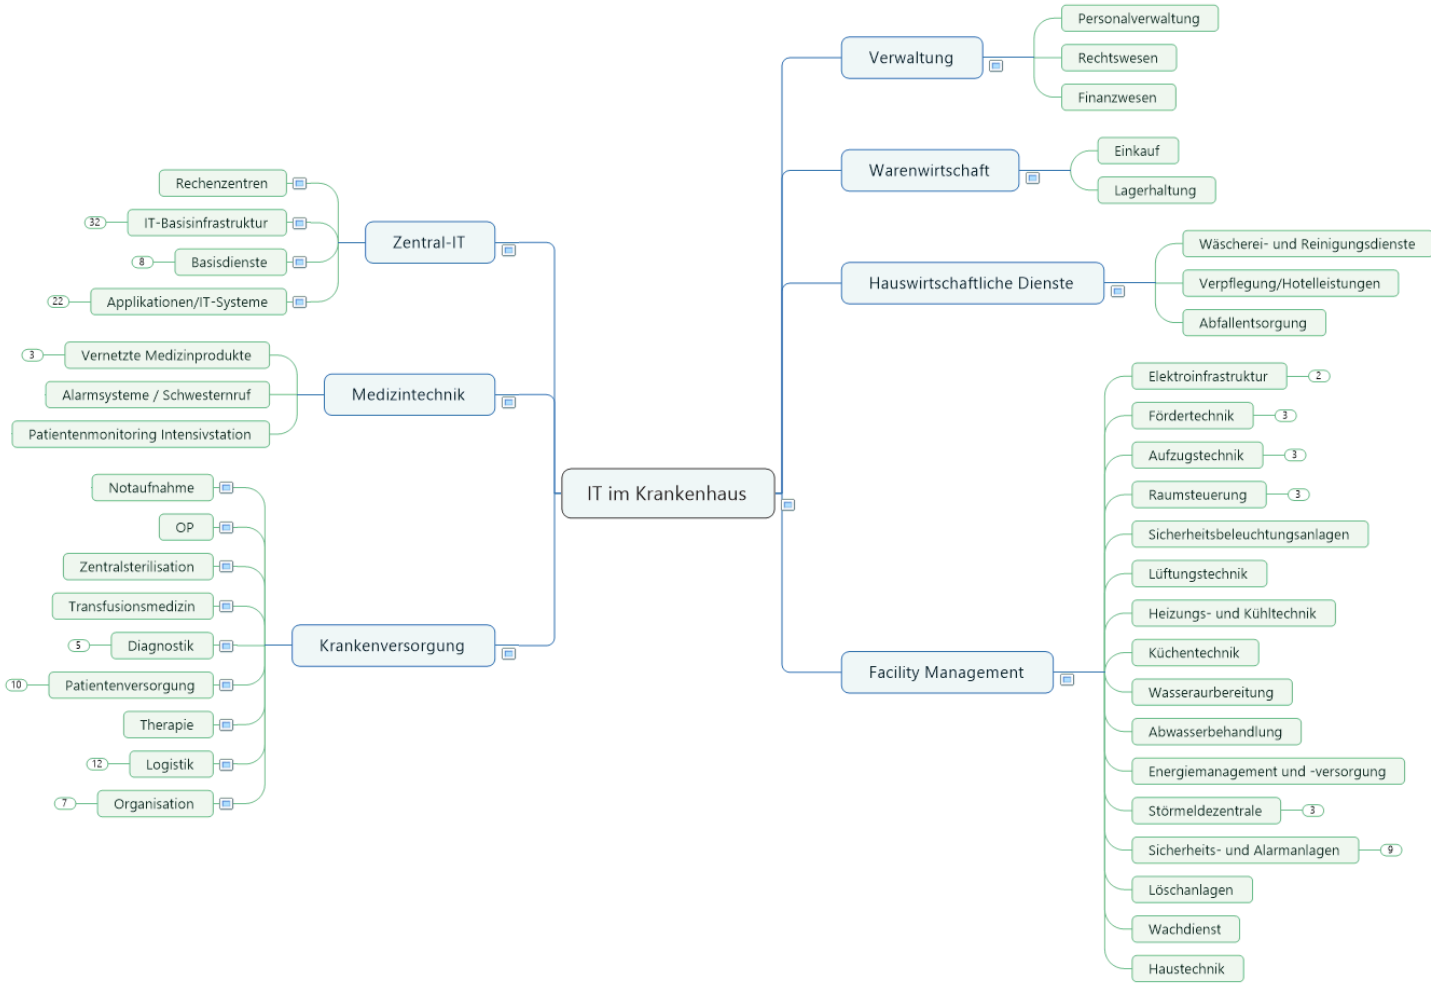 IT im Krankenhaus
Zentral-IT
Rechenzentren
IT-Basisinfrastruktur
32
Basisdienste
8
Applikationen/IT-Systeme
22
Medizintechnik
Vernetzte Medizinprodukte
3
Alarmsysteme / Schwesternruf
Patientenmonitoring Intensivstation
Krankenversorgung
Notaufnahme
OP
Zentralsterilisation
Transfusionsmedizin
Diagnostik
5
Patientenversorgung
10
Therapie
Logistik
12
Organisation
7
Verwaltung
Personalverwaltung
Rechtswesen
Finanzwesen
Warenwirtschaft
Einkauf
Lagerhaltung
Hauswirtschaftliche Dienste
Wäscherei- und Reinigungsdienste
Verpflegung/Hotelleistungen
Abfallentsorgung
Facility Management
Elektroinfrastruktur
2
Fördertechnik
3
Aufzugstechnik
3
Raumsteuerung
3
Sicherheitsbeleuchtungsanlagen
Lüftungstechnik
Heizungs- und Kühltechnik
Küchentechnik
Wasseraurbereitung
Abwasserbehandlung
Energiemanagement und -versorgung
Störmeldezentrale
3
Sicherheits- und Alarmanlagen
9
Löschanlagen
Wachdienst
Haustechnik